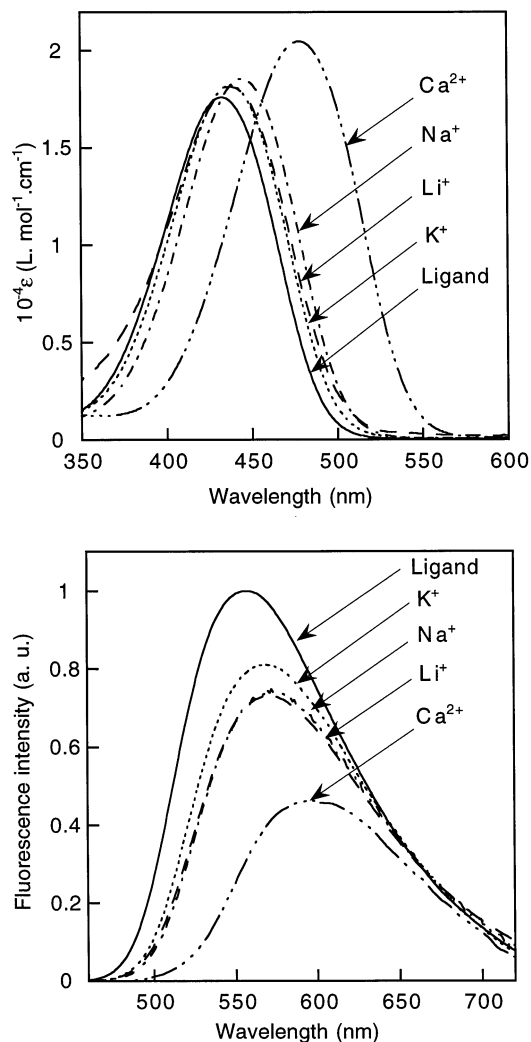 2
1.5
1
0.5
0
10⁻⁴ε (L. mol⁻¹.cm⁻¹)
Ca²⁺
Na⁺
Li⁺
K⁺
Ligand
350 400 450 500 550 600
Wavelength (nm)
1
0.8
0.6
0.4
0.2
0
Fluorescence intensity (a. u.)
Ligand
K⁺
Na⁺
Li⁺
Ca²⁺
500 550 600 650 700
Wavelength (nm)